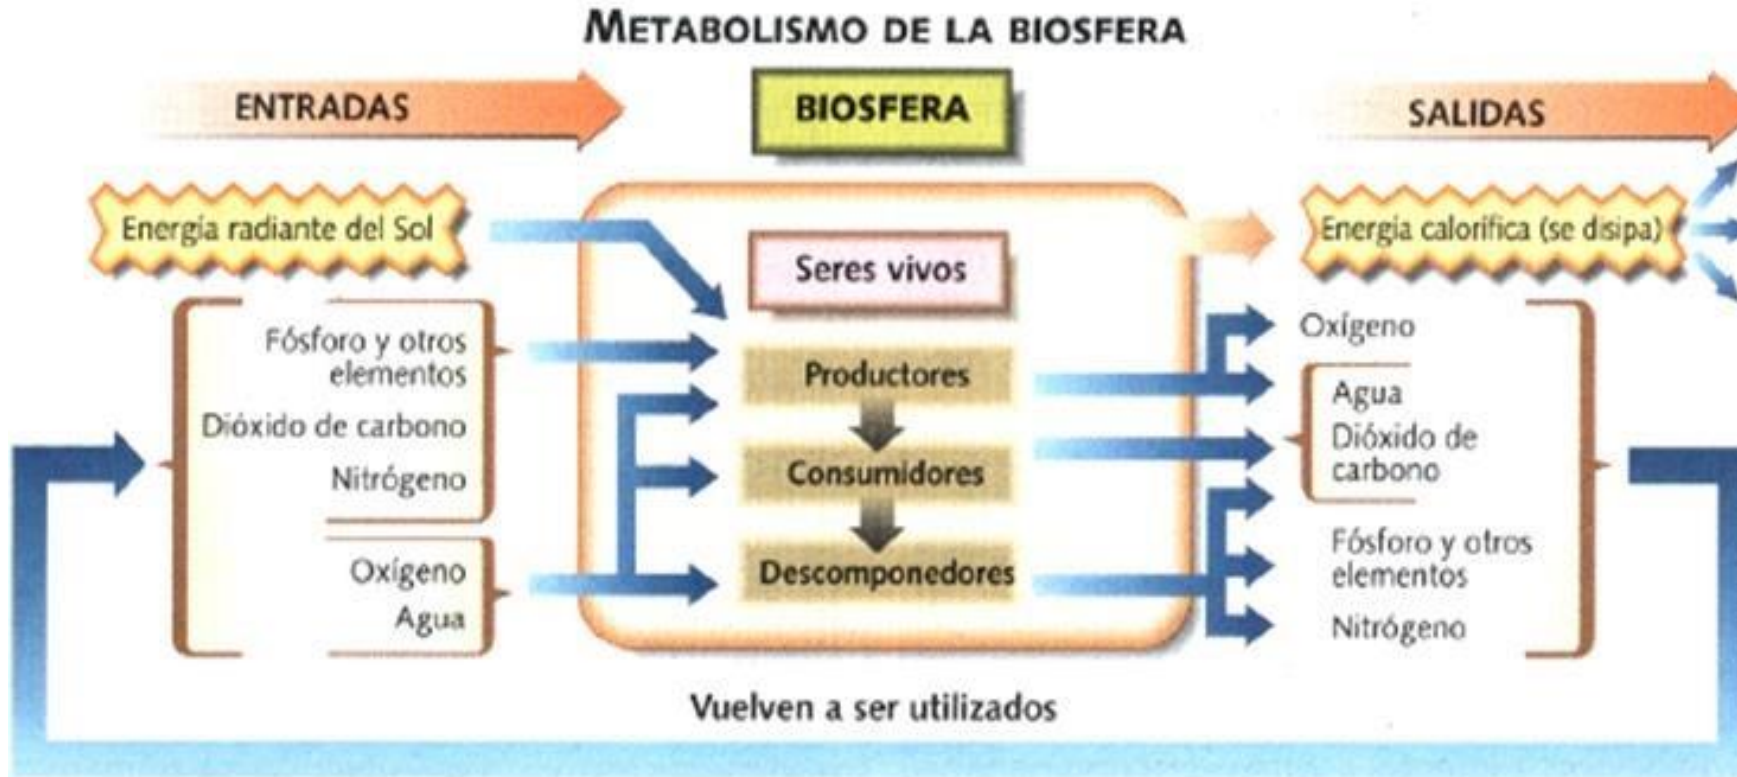 METABOLISMO DE LA BIOSFERA
ENTRADAS
BIOSFERA
SALIDAS
Energía radiante del Sol
Seres vivos
Energía calorífica (se disipa)
Fósforo y otros
elementos
Dióxido de carbono
Nitrógeno
Oxígeno
Agua
Productores
Consumidores
Descomponedores
Oxígeno
Agua
Dióxido de
carbono
Fósforo y otros
elementos
Nitrógeno
Vuelven a ser utilizados